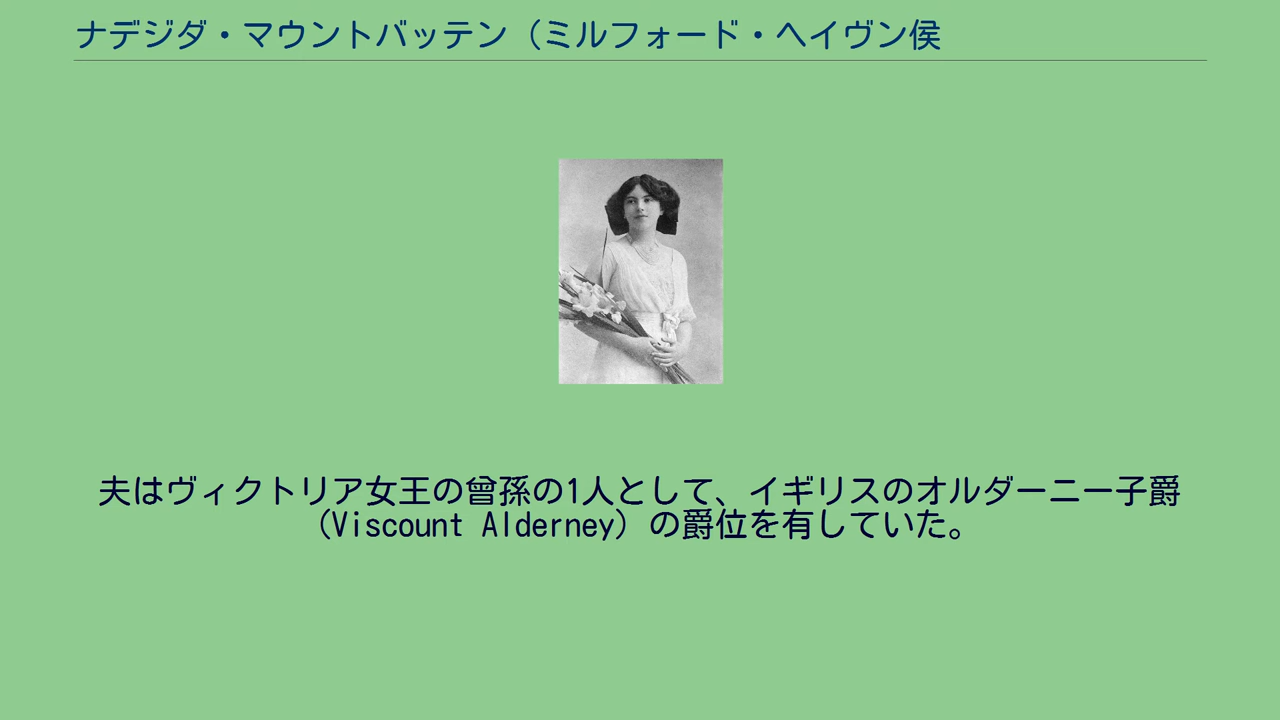 ナデジダ・マウントバッテン（ミルフォード・ヘイヴン侯
夫はヴィクトリア女王の曾孫の1人として、イギリスのオルダーニー子爵
（Viscount Alderney）の爵位を有していた。